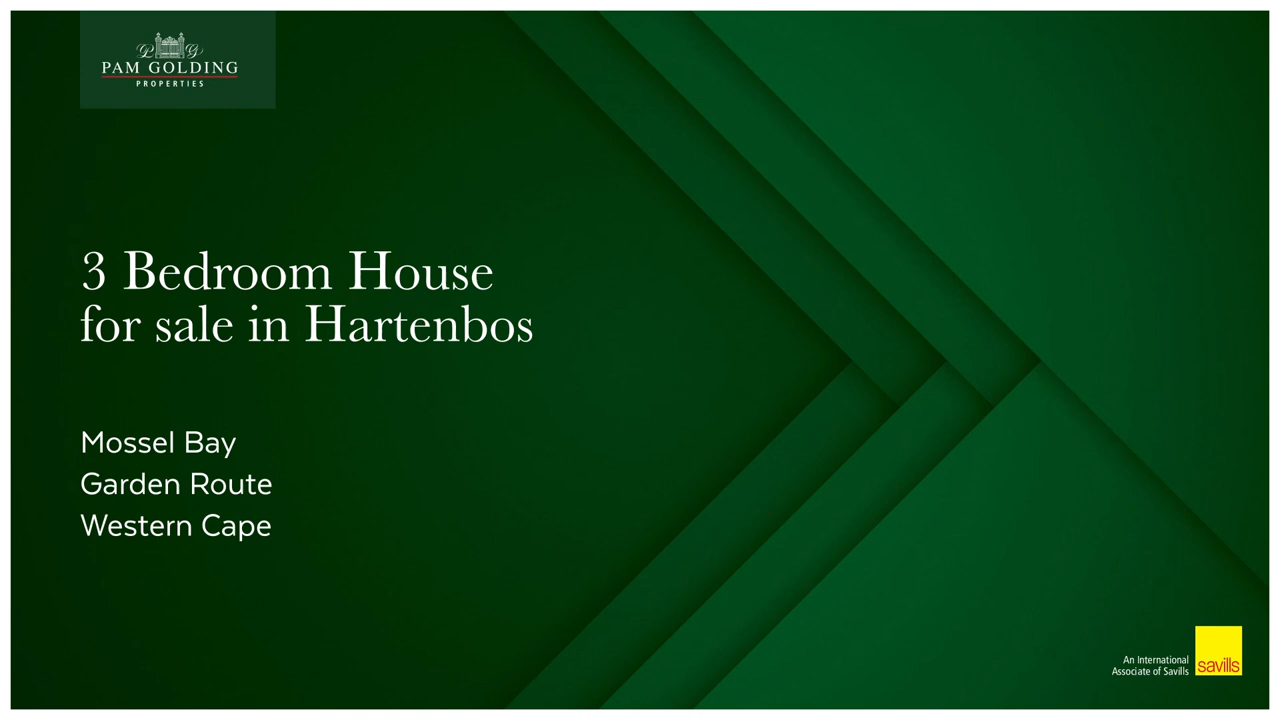 PAM GOLDING
PROPERTIES
3 Bedroom House
for sale in Hartenbos
Mossel Bay
Garden Route
Western Cape
An International
Associate of Savills
savills